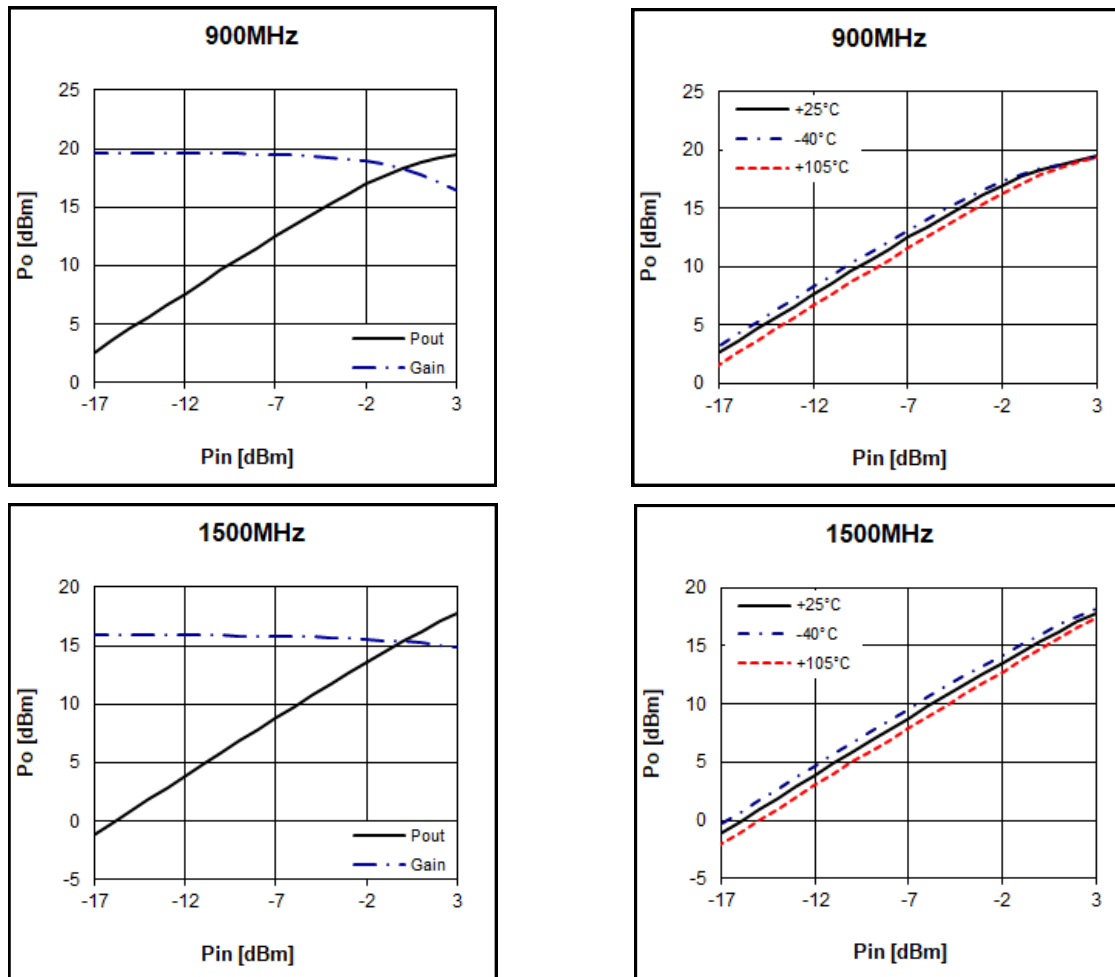 900MHz
25
20
15
10
5
0
Po [dBm]
Pout
Gain
-17 -12 -7 -2 3
Pin [dBm]
900MHz
25
20
15
10
5
0
Po [dBm]
+25°C
-40°C
+105°C
-17 -12 -7 -2 3
Pin [dBm]
1500MHz
20
15
10
5
0
-5
Po [dBm]
Pout
Gain
-17 -12 -7 -2 3
Pin [dBm]
1500MHz
20
15
10
5
0
-5
Po [dBm]
+25°C
-40°C
+105°C
-17 -12 -7 -2 3
Pin [dBm]